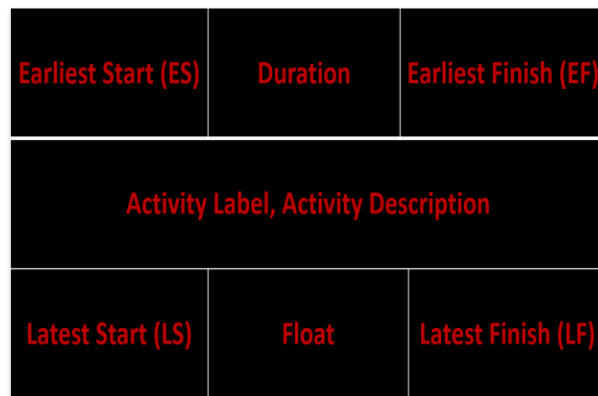 Earliest Start (ES)
Duration
Earliest Finish (EF)
Activity Label, Activity Description
Latest Start (LS)
Float
Latest Finish (LF)